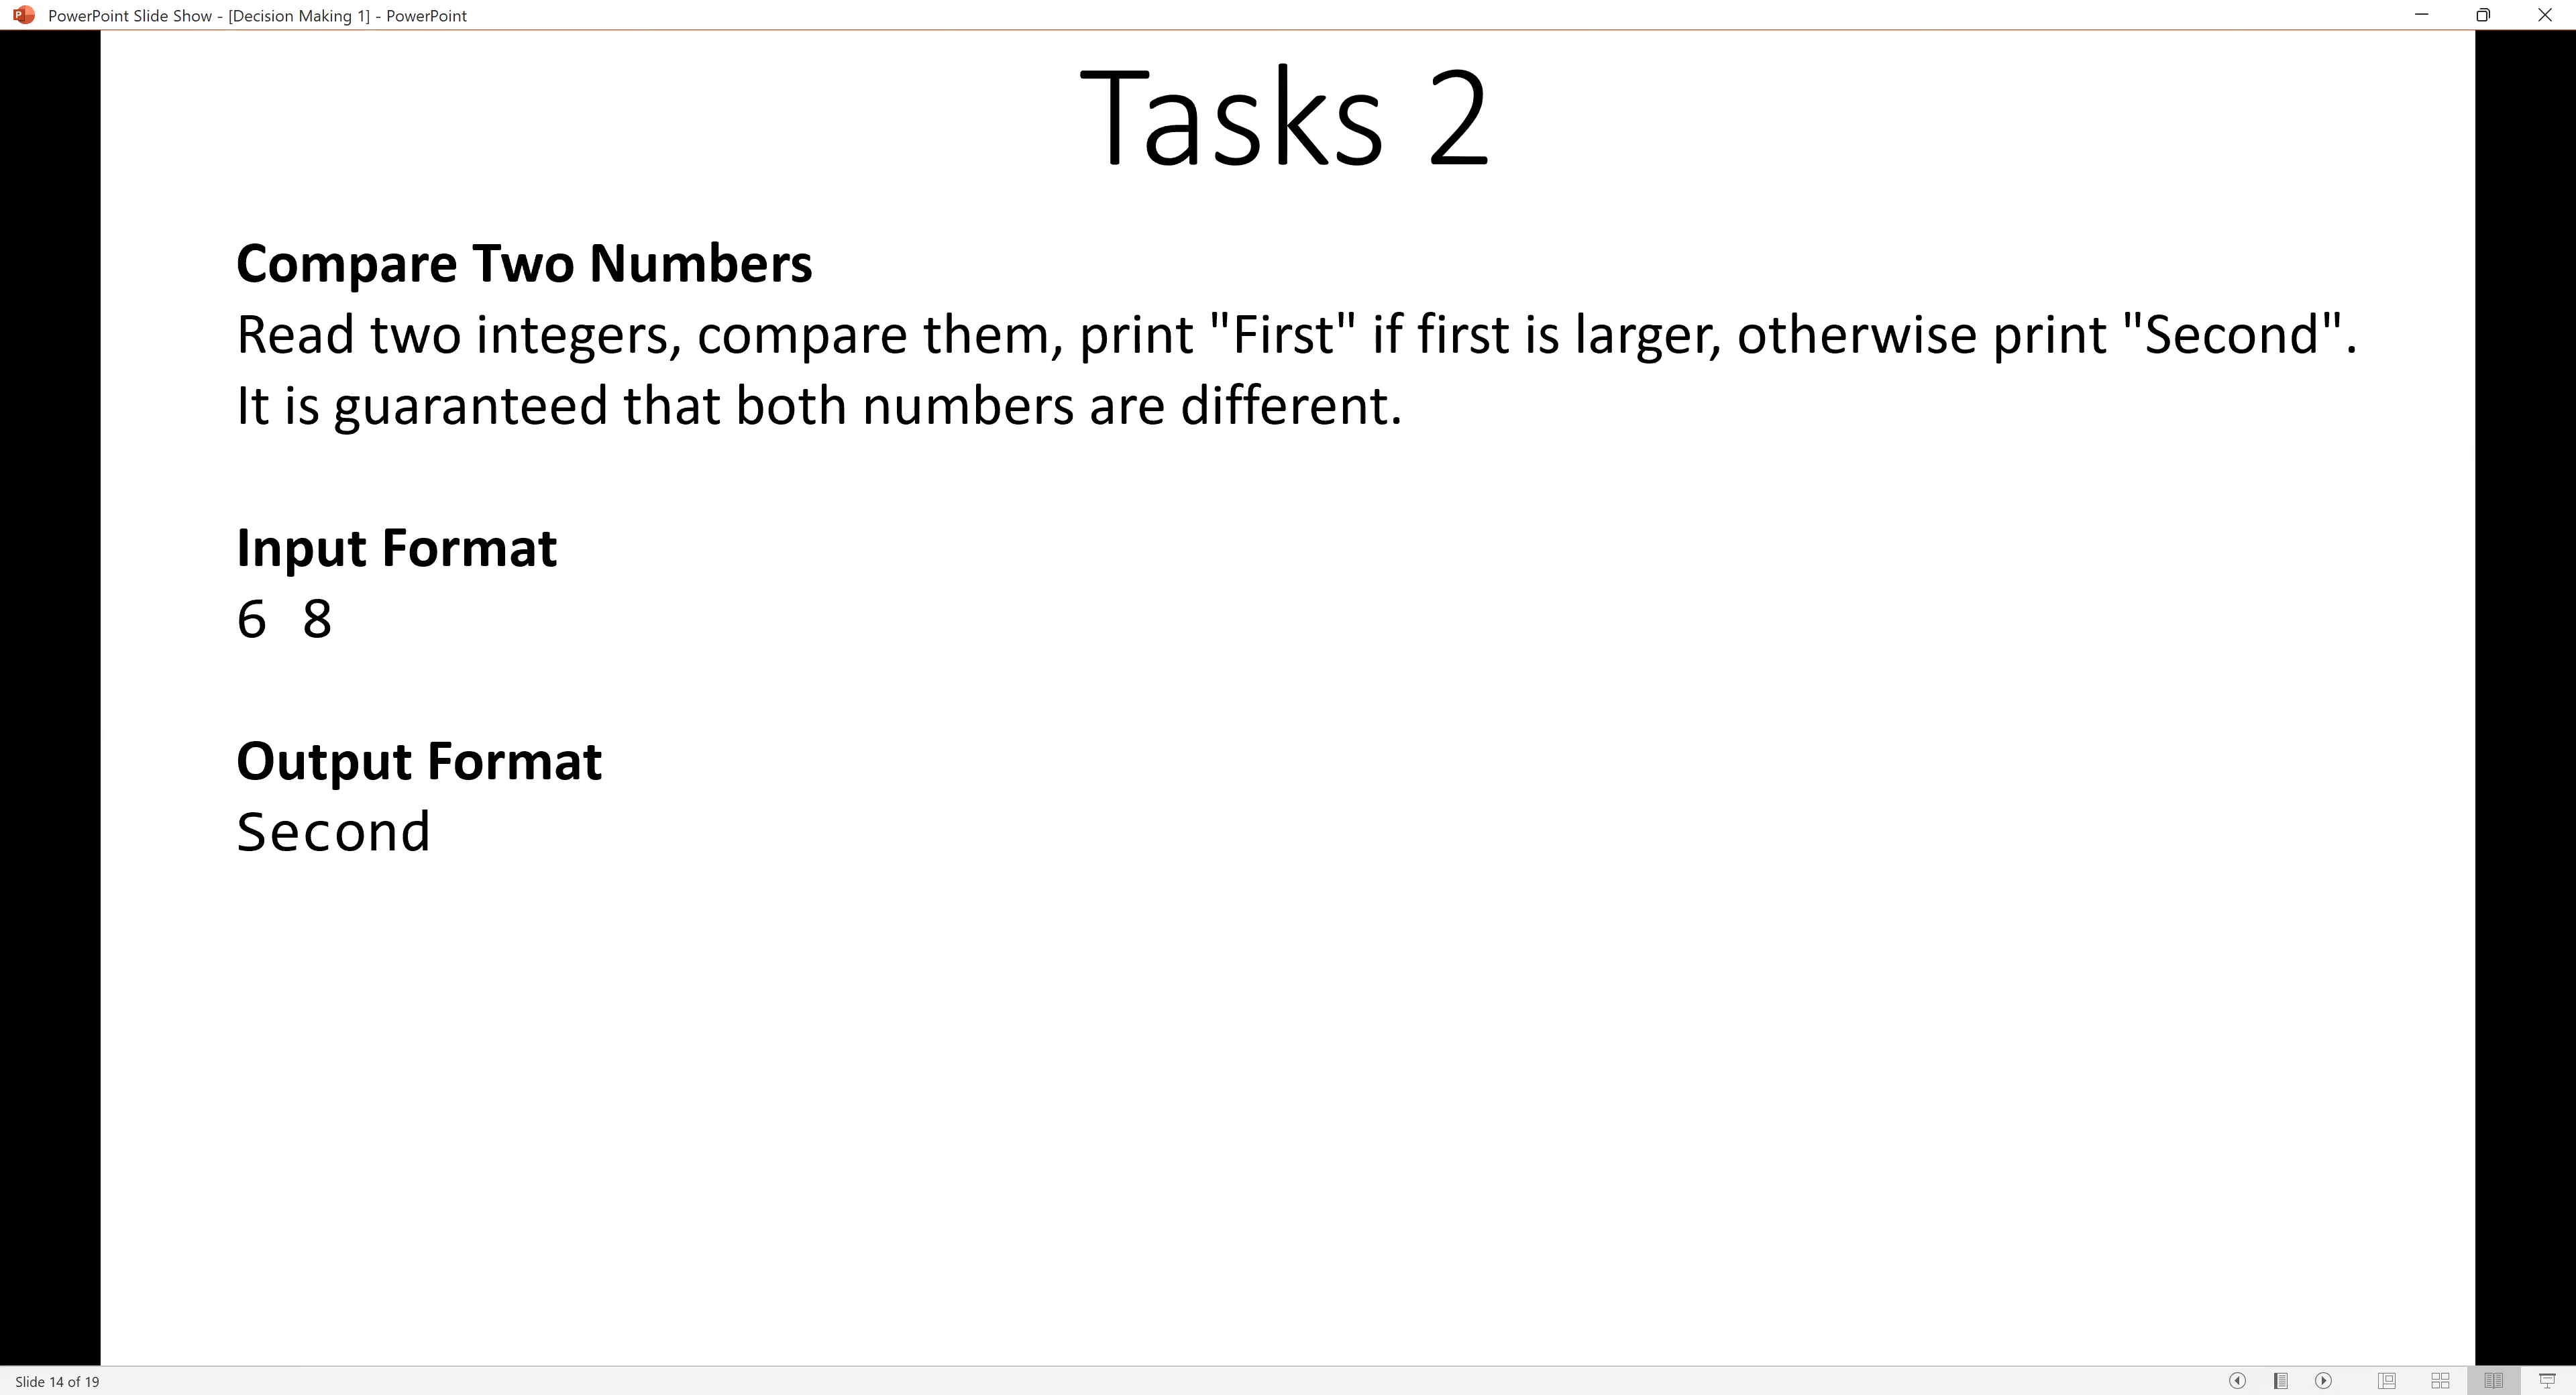 PowerPoint Slide Show - [Decision Making 1] - PowerPoint
Tasks 2
Compare Two Numbers
Read two integers, compare them, print "First" if first is larger, otherwise print "Second".
It is guaranteed that both numbers are different.
Input Format
6 8
Output Format
Second
Slide 14 of 19